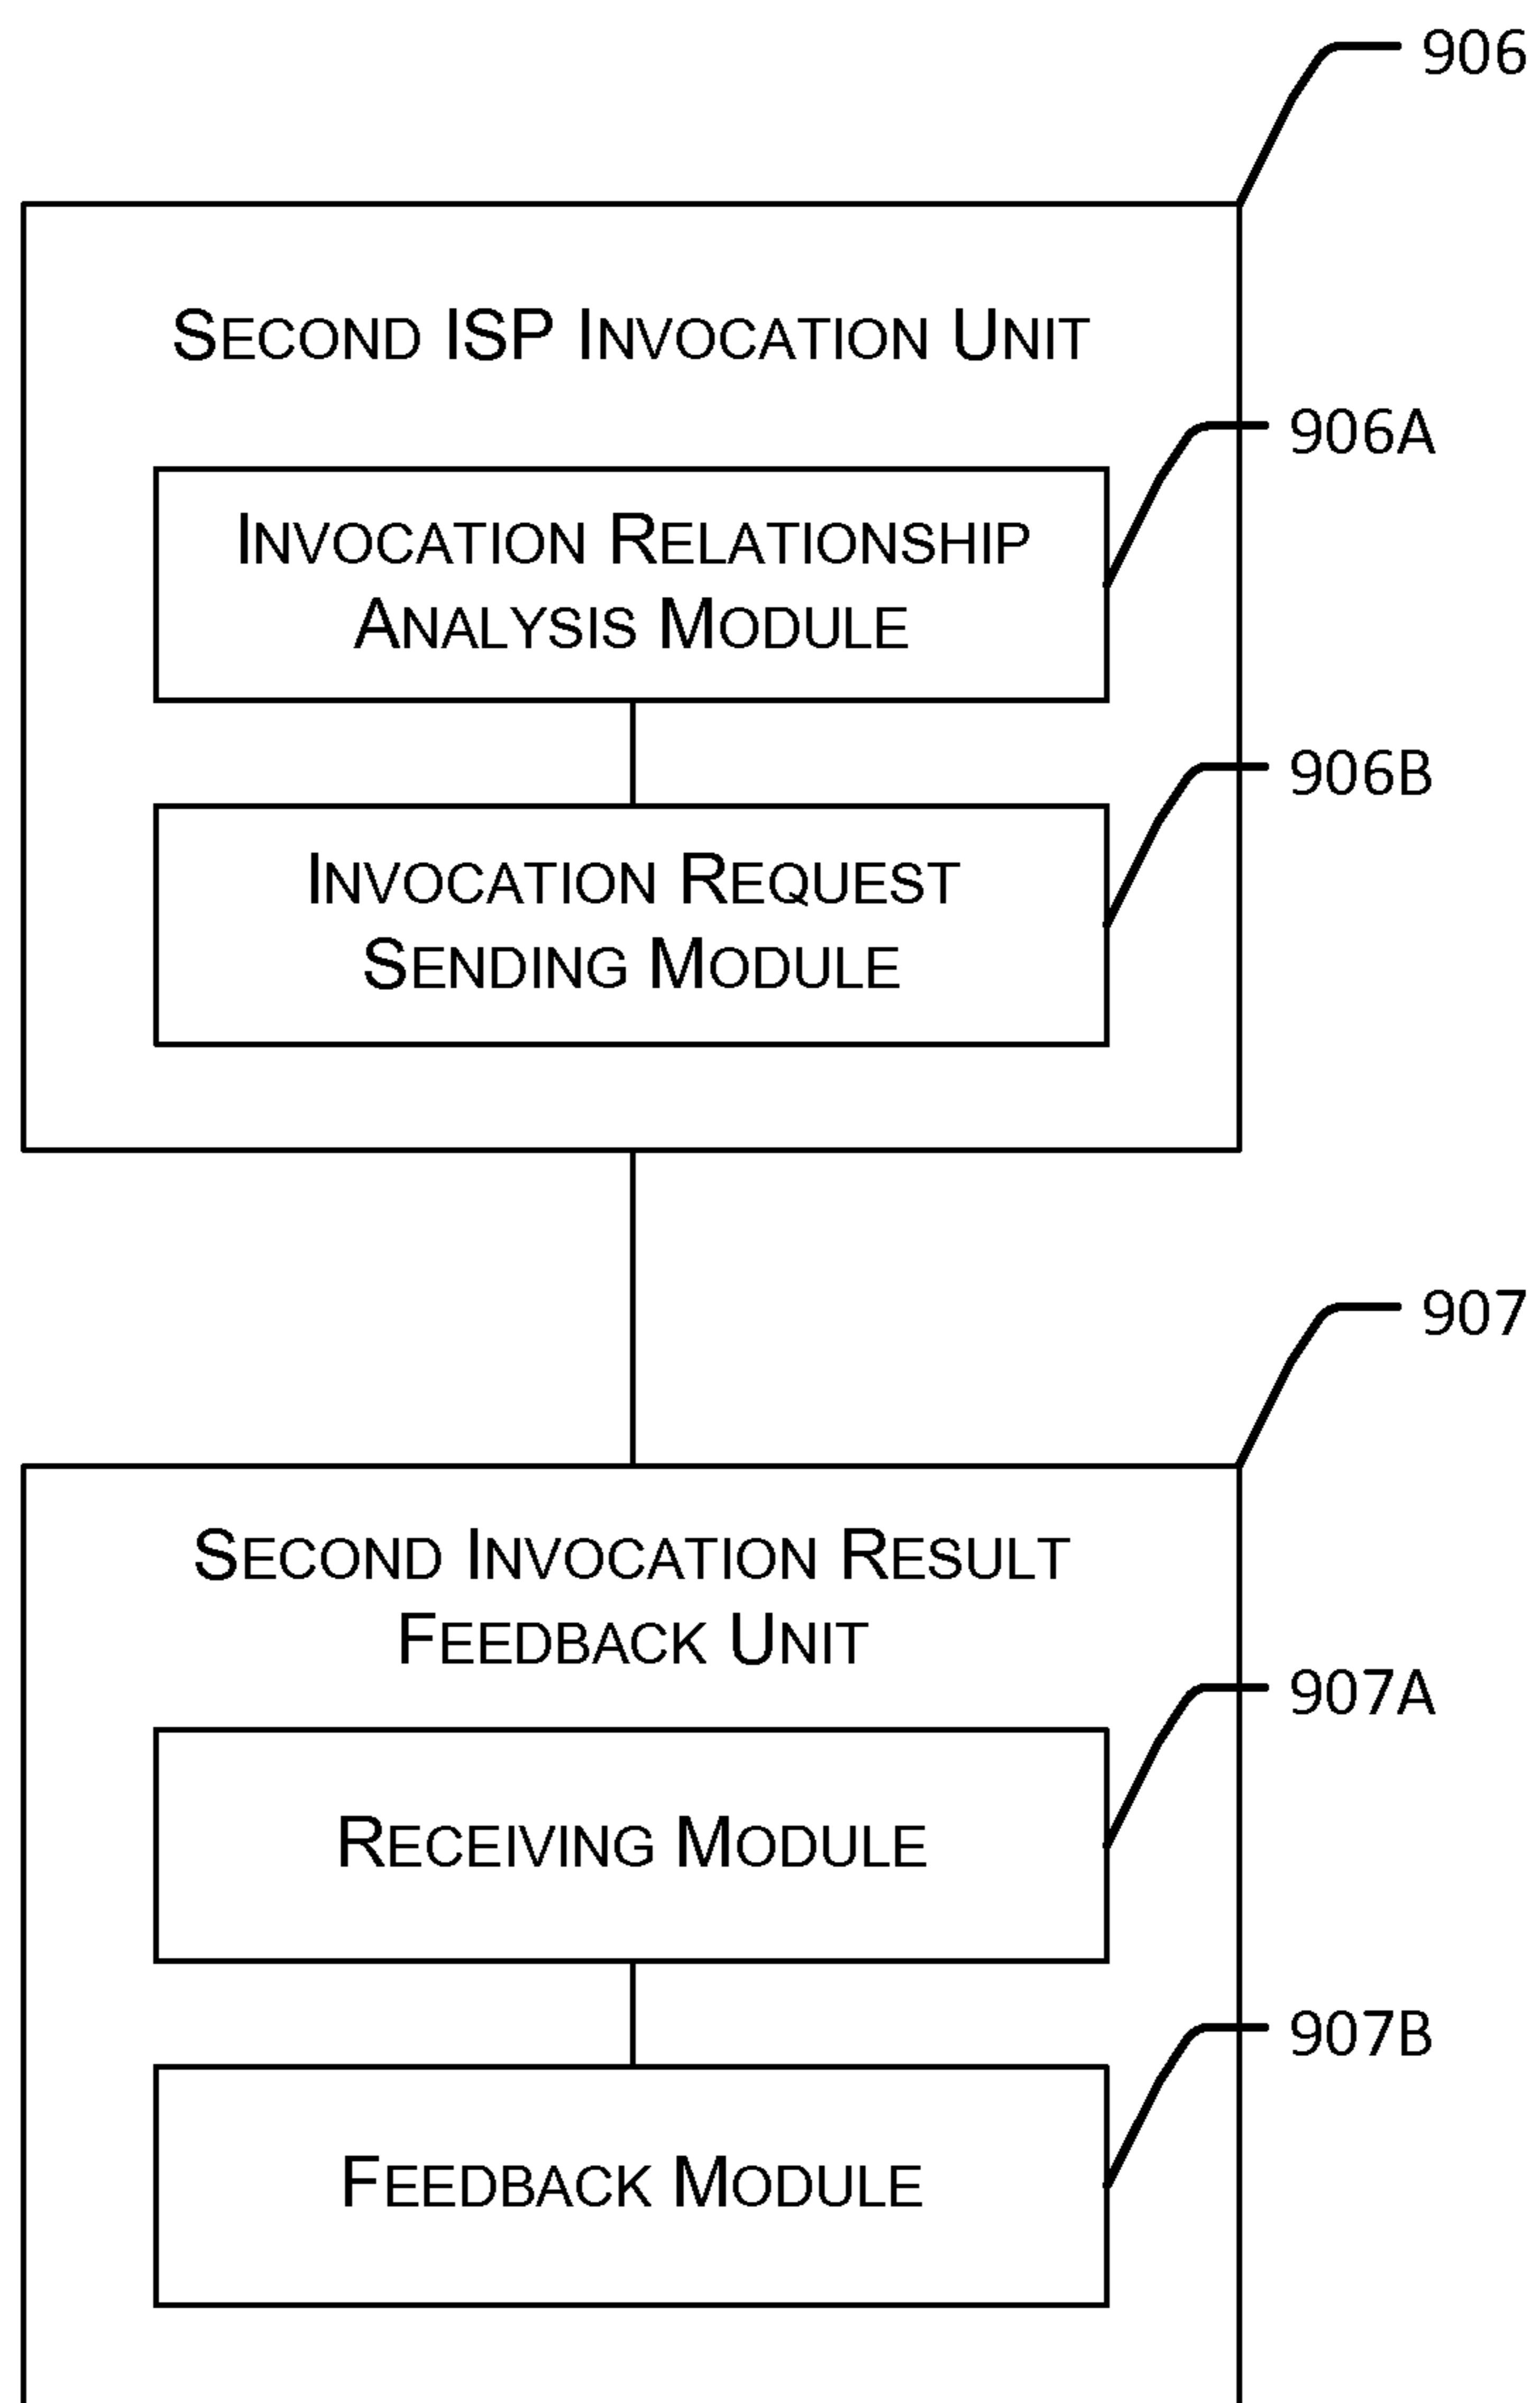 906
SECOND ISP INVOCATION UNIT
906A
INVOCATION RELATIONSHIP
ANALYSIS MODULE
906B
INVOCATION REQUEST
SENDING MODULE
907
SECOND INVOCATION RESULT
FEEDBACK UNIT
907A
RECEIVING MODULE
907B
FEEDBACK MODULE